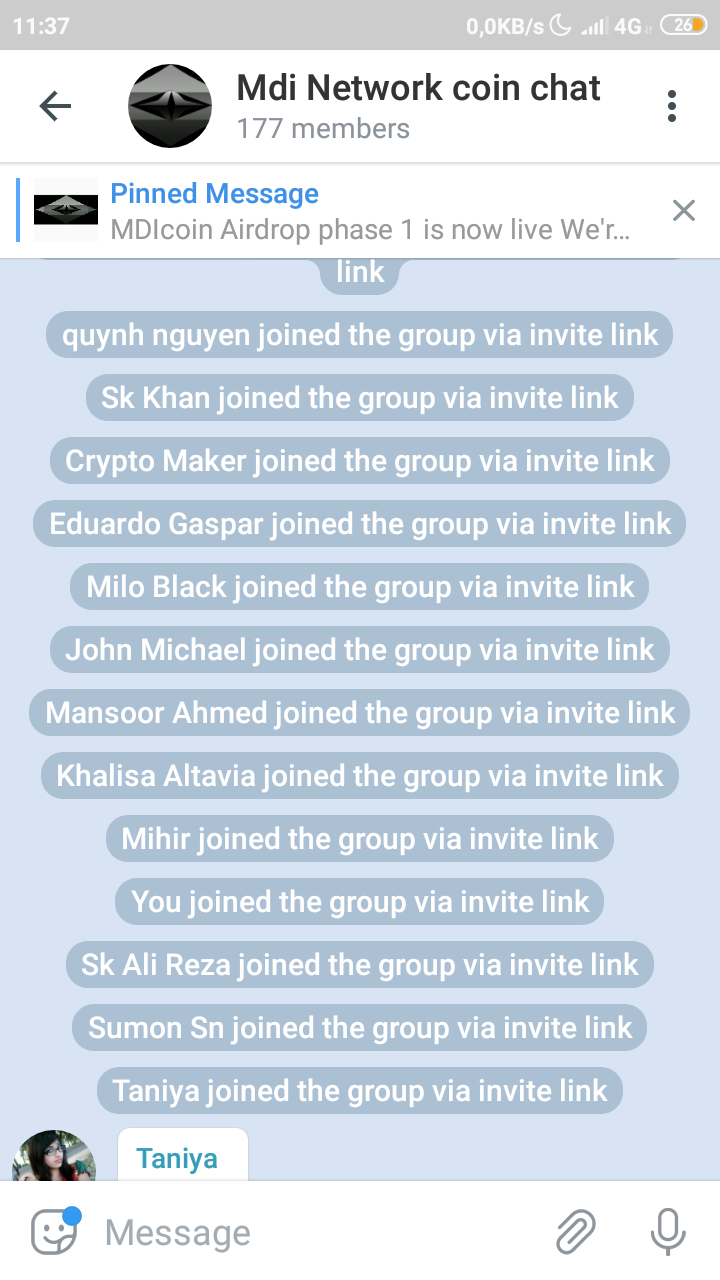 11:37
0,0KB/s 4G 26
Mdi Network coin chat
177 members
Pinned Message
MDIcoin Airdrop phase 1 is now live We'r...
link
quynh nguyen joined the group via invite link
Sk Khan joined the group via invite link
Crypto Maker joined the group via invite link
Eduardo Gaspar joined the group via invite link
Milo Black joined the group via invite link
John Michael joined the group via invite link
Mansoor Ahmed joined the group via invite link
Khalisa Altavia joined the group via invite link
Mihir joined the group via invite link
You joined the group via invite link
Sk Ali Reza joined the group via invite link
Sumon Sn joined the group via invite link
Taniya joined the group via invite link
Taniya
Message